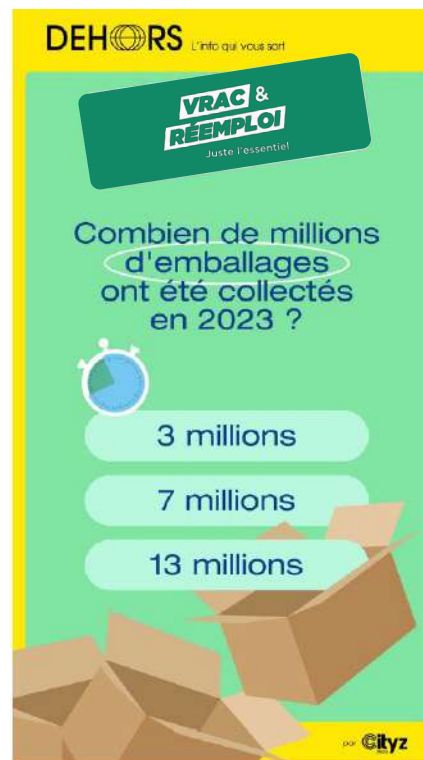 DEHORS L'info qui vous sort
VRAC &
RÉEMPLOI
Juste l'essentiel
Combien de millions
d'emballages
ont été collectés
en 2023 ?
3 millions
7 millions
13 millions
par Cityz